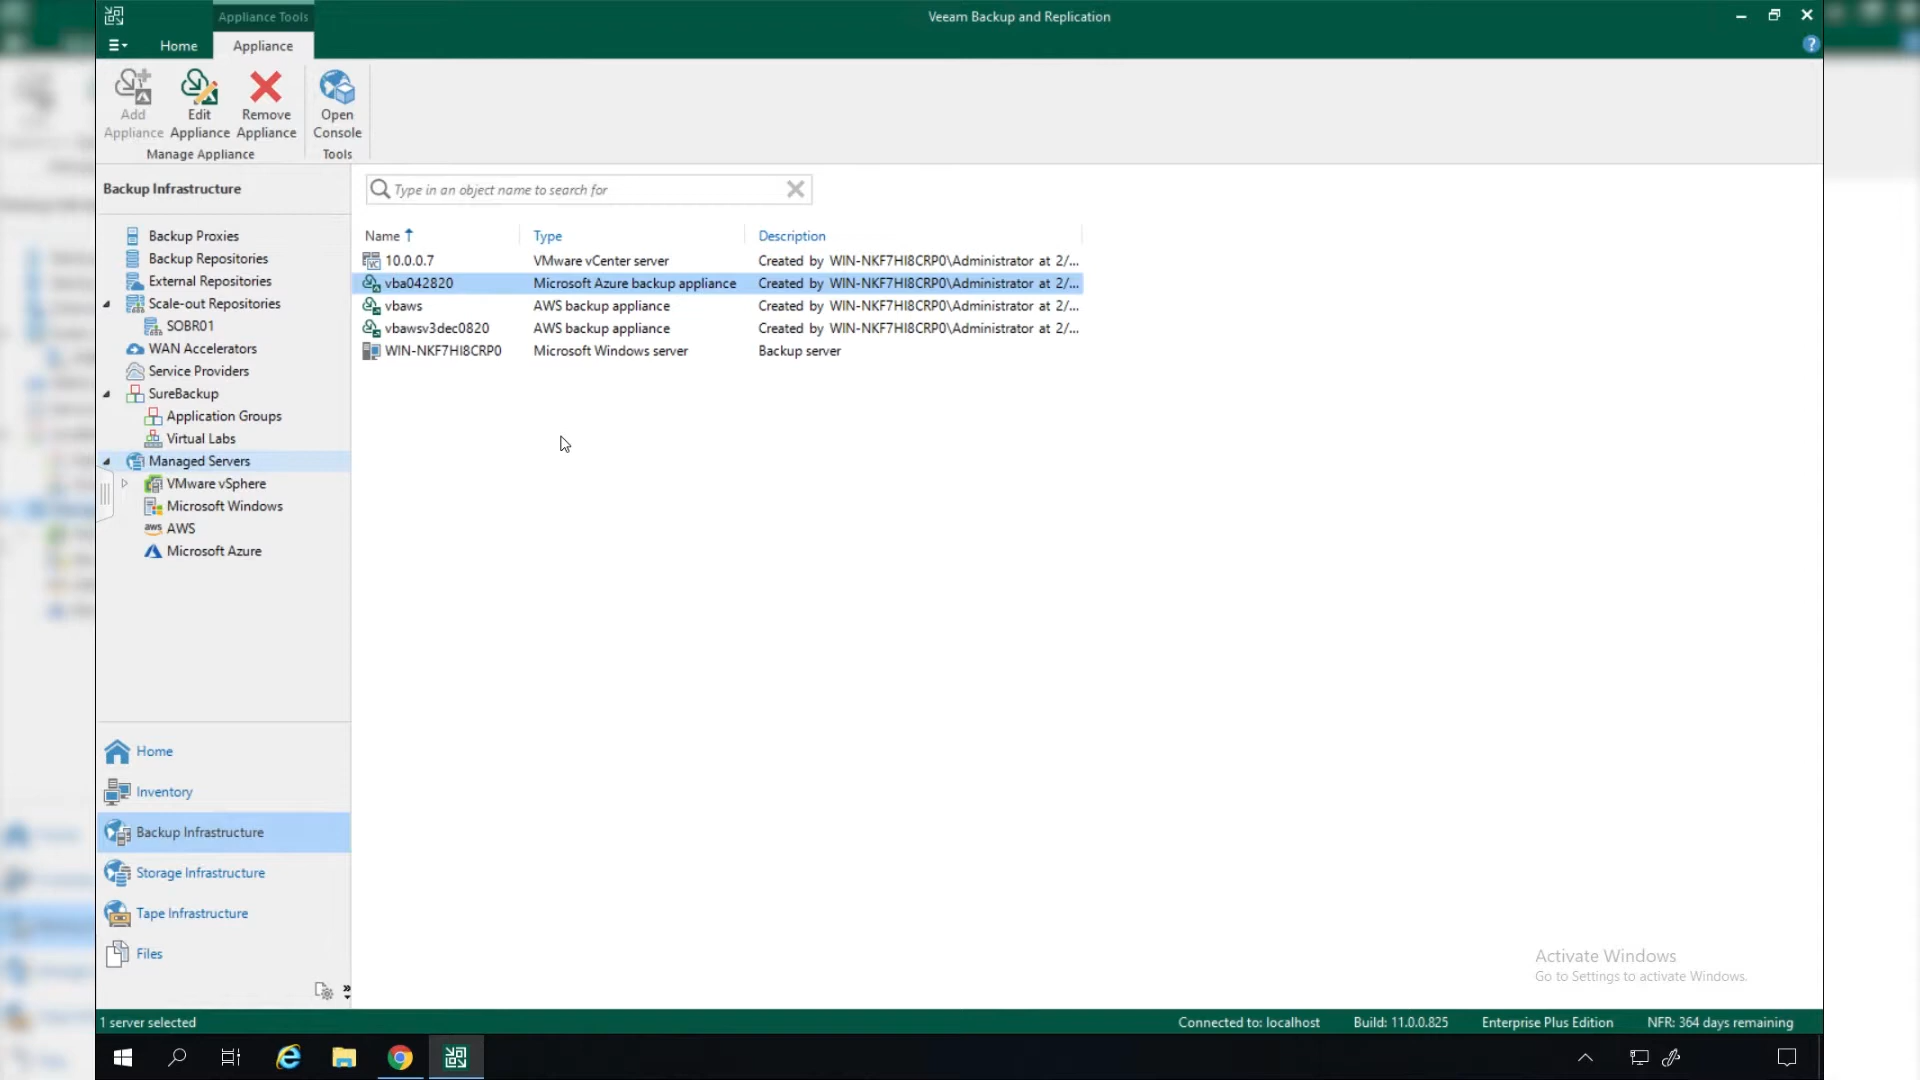 Appliance Tools
Veeam Backup and Replication
Home
Appliance
Add Appliance
Edit Appliance
Remove Appliance
Open Console
Manage Appliance
Tools
Backup Infrastructure
Type in an object name to search for
Backup Proxies
Backup Repositories
External Repositories
Scale-out Repositories
SOBR01
WAN Accelerators
Service Providers
SureBackup
Application Groups
Virtual Labs
Managed Servers
VMware vSphere
Microsoft Windows
aws AWS
Microsoft Azure
Name Type Description
10.0.0.7 VMware vCenter server Created by WIN-NKF7HI8CRP0\Administrator at 2/...
vba042820 Microsoft Azure backup appliance Created by WIN-NKF7HI8CRP0\Administrator at 2/...
vbaws AWS backup appliance Created by WIN-NKF7HI8CRP0\Administrator at 2/...
vbawsv3dec0820 AWS backup appliance Created by WIN-NKF7HI8CRP0\Administrator at 2/...
WIN-NKF7HI8CRP0 Microsoft Windows server Backup server
Home
Inventory
Backup Infrastructure
Storage Infrastructure
Tape Infrastructure
Files
Activate Windows
Go to Settings to activate Windows.
1 server selected
Connected to: localhost
Build: 11.0.0.825
Enterprise Plus Edition
NFR: 364 days remaining